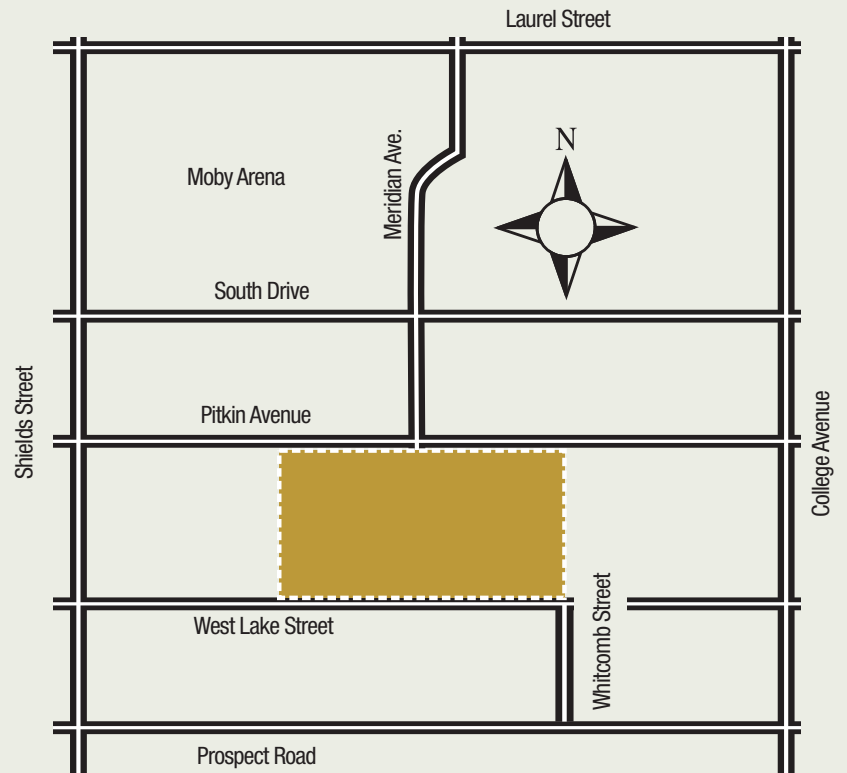 Laurel Street
N
Meridian Ave.
Moby Arena
South Drive
Shields Street
Pitkin Avenue
College Avenue
Whitcomb Street
West Lake Street
Prospect Road